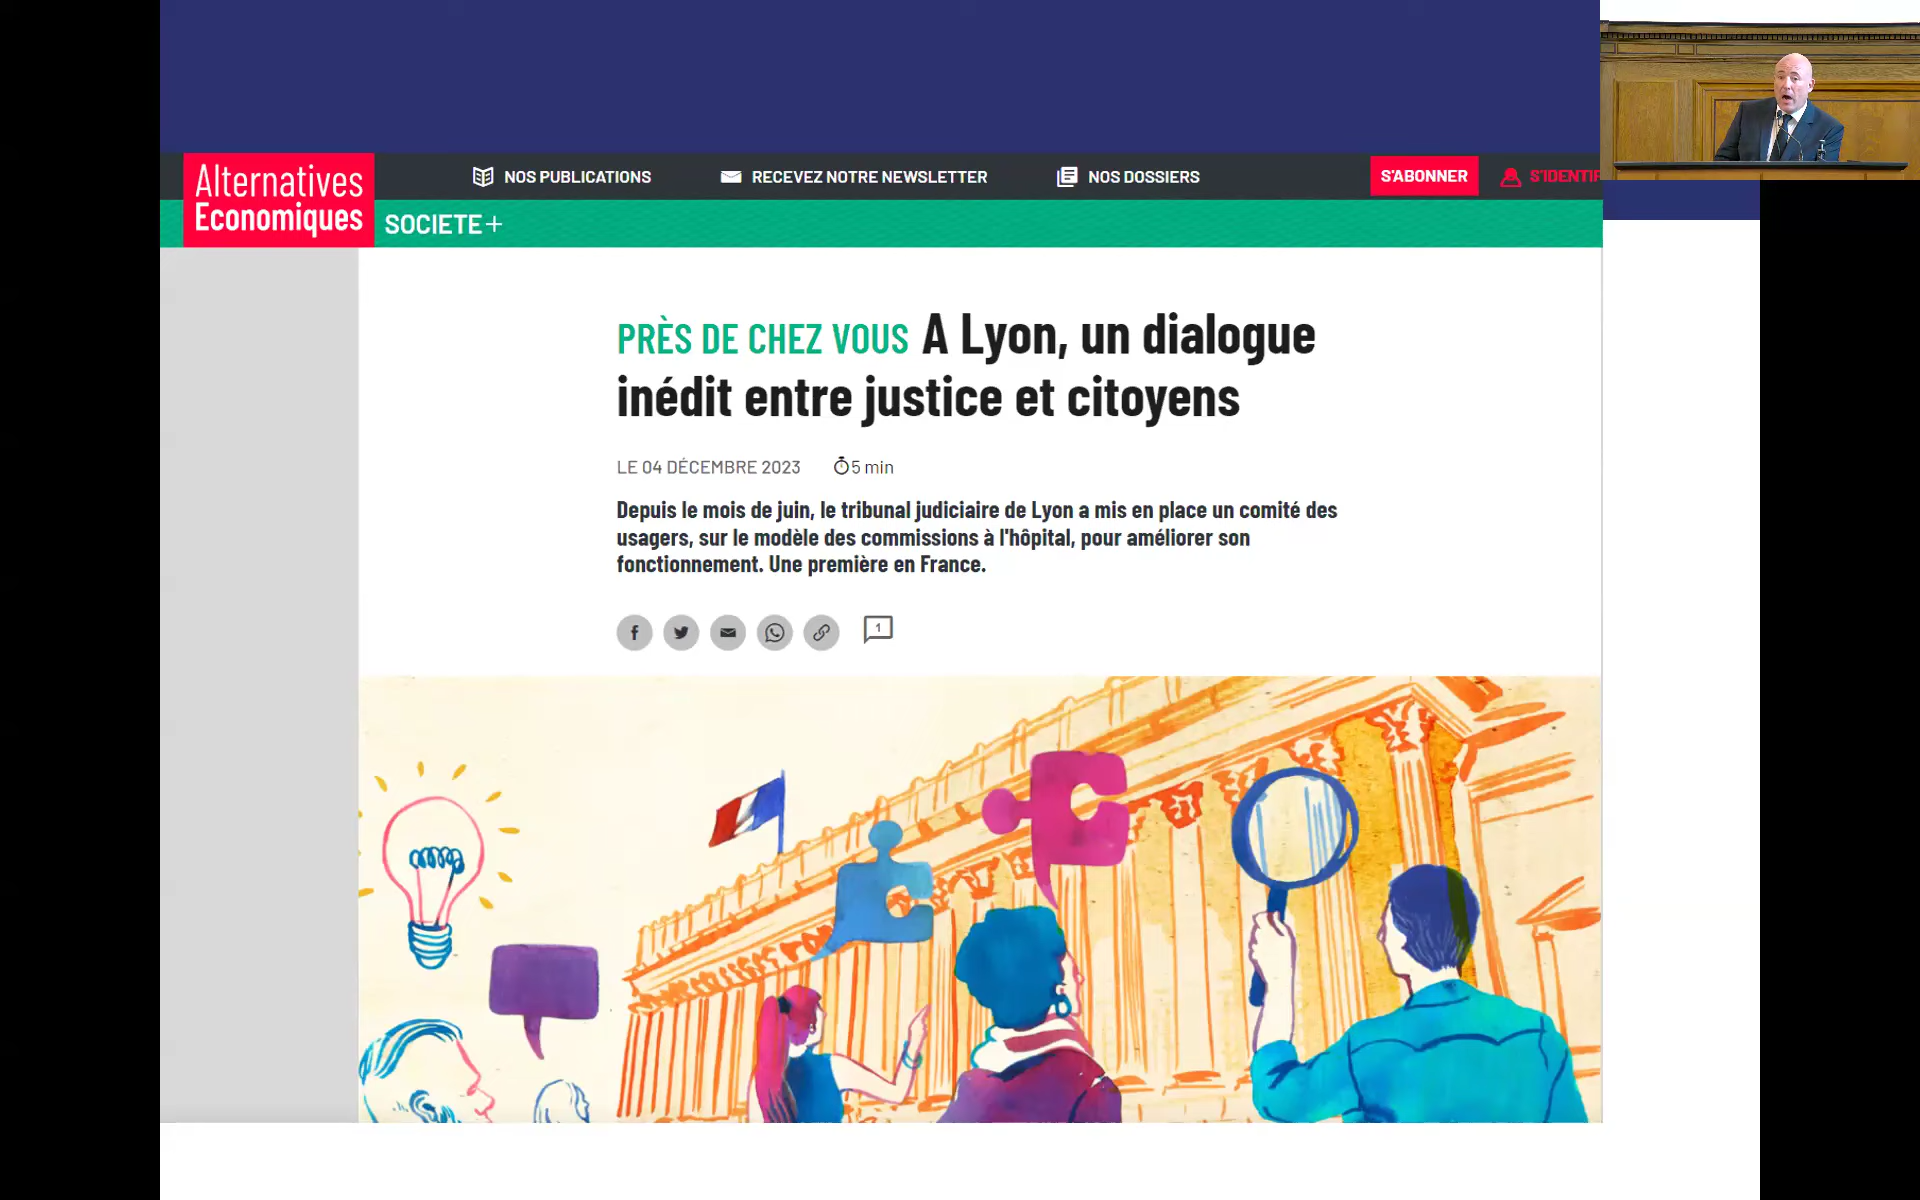 Alternatives
Economiques
NOS PUBLICATIONS
RECEVEZ NOTRE NEWSLETTER
NOS DOSSIERS
S'ABONNER
S'IDENTIF
SOCIETE+
PRÈS DE CHEZ VOUS A Lyon, un dialogue
inédit entre justice et citoyens
LE 04 DÉCEMBRE 2023
5 min
Depuis le mois de juin, le tribunal judiciaire de Lyon a mis en place un comité des
usagers, sur le modèle des commissions à l'hôpital, pour améliorer son
fonctionnement. Une première en France.
1